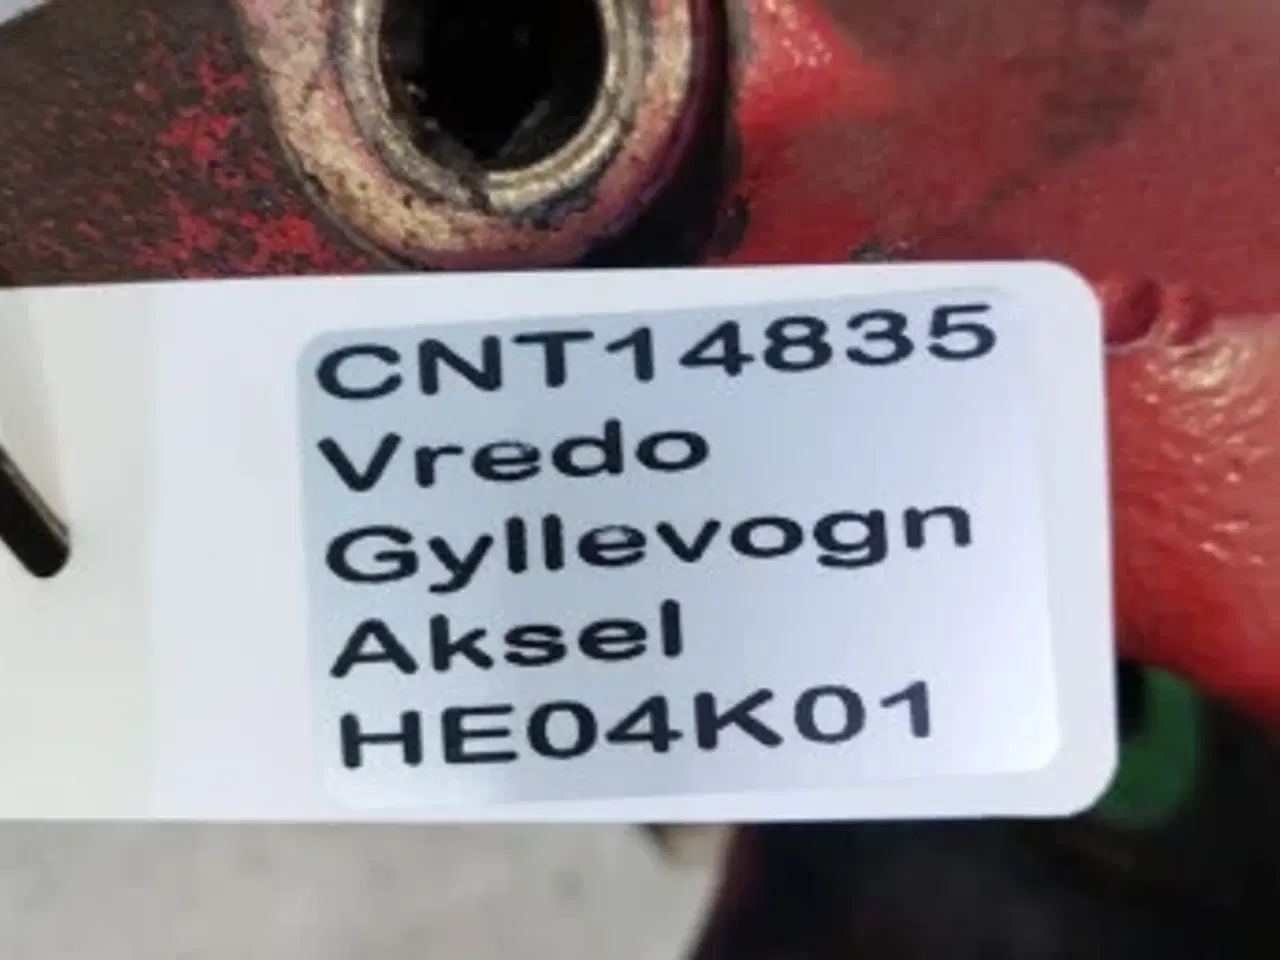 CNT14835
Vredo
Gyllevogn
Aksel
HE04K01